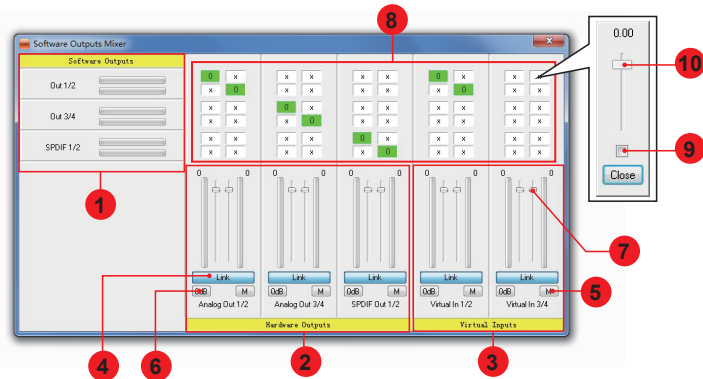 8
0.00
Software Outputs Mixer
Software Outputs
10
0 x x x x x 0 x x x
Out 1/2
x 0 x x x x x 0 x x
x x 0 x x x x x x x
Out 3/4
x x x 0 x x x x x x
x x x x 0 x x x x x
SPDIF 1/2
x x x x x 0 x x x x
9
Close
0 0 0 0 0 0 0 0 0 0
1
7
Link Link Link Link Link
4
0dB M 0dB M 0dB M 0dB M 0dB M
5
Analog Out 1/2 Analog Out 3/4 SPDIF Out 1/2 Virtual In 1/2 Virtual In 3/4
Hardware Outputs Virtual Inputs
4 6 2 3